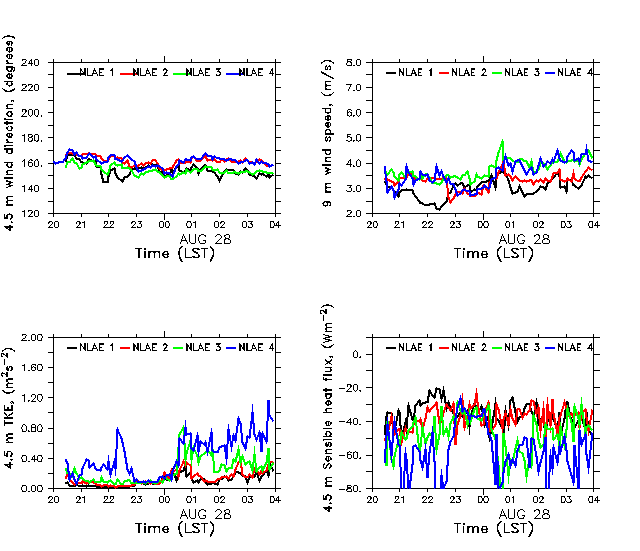 4.5 m wind direction, (degrees)
240
220.
200.
180.
160
140
120
NLAE 1 NLAE 2 NLAE 3 NLAE 4
20 21 22 23 00 01 02 03 04
AUG 28
Time (LST)
9 m wind speed, (m/s)
8.0
7.0
6.0
5.0
4.0
3.0
2.0
NLAE 1 NLAE 2 NLAE 3 NLAE 4
20 21 22 23 00 01 02 03 04
AUG 28
Time (LST)
4.5 m TKE, (m²s⁻²)
2.00
1.60
1.20
0.80
0.40
0.00
NLAE 1 NLAE 2 NLAE 3 NLAE 4
20 21 22 23 00 01 02 03 04
AUG 28
Time (LST)
4.5 m Sensible heat flux, (Wm⁻²)
0.
-20.
-40.
-60.
-80.
NLAE 1 NLAE 2 NLAE 3 NLAE 4
20 21 22 23 00 01 02 03 04
AUG 28
Time (LST)